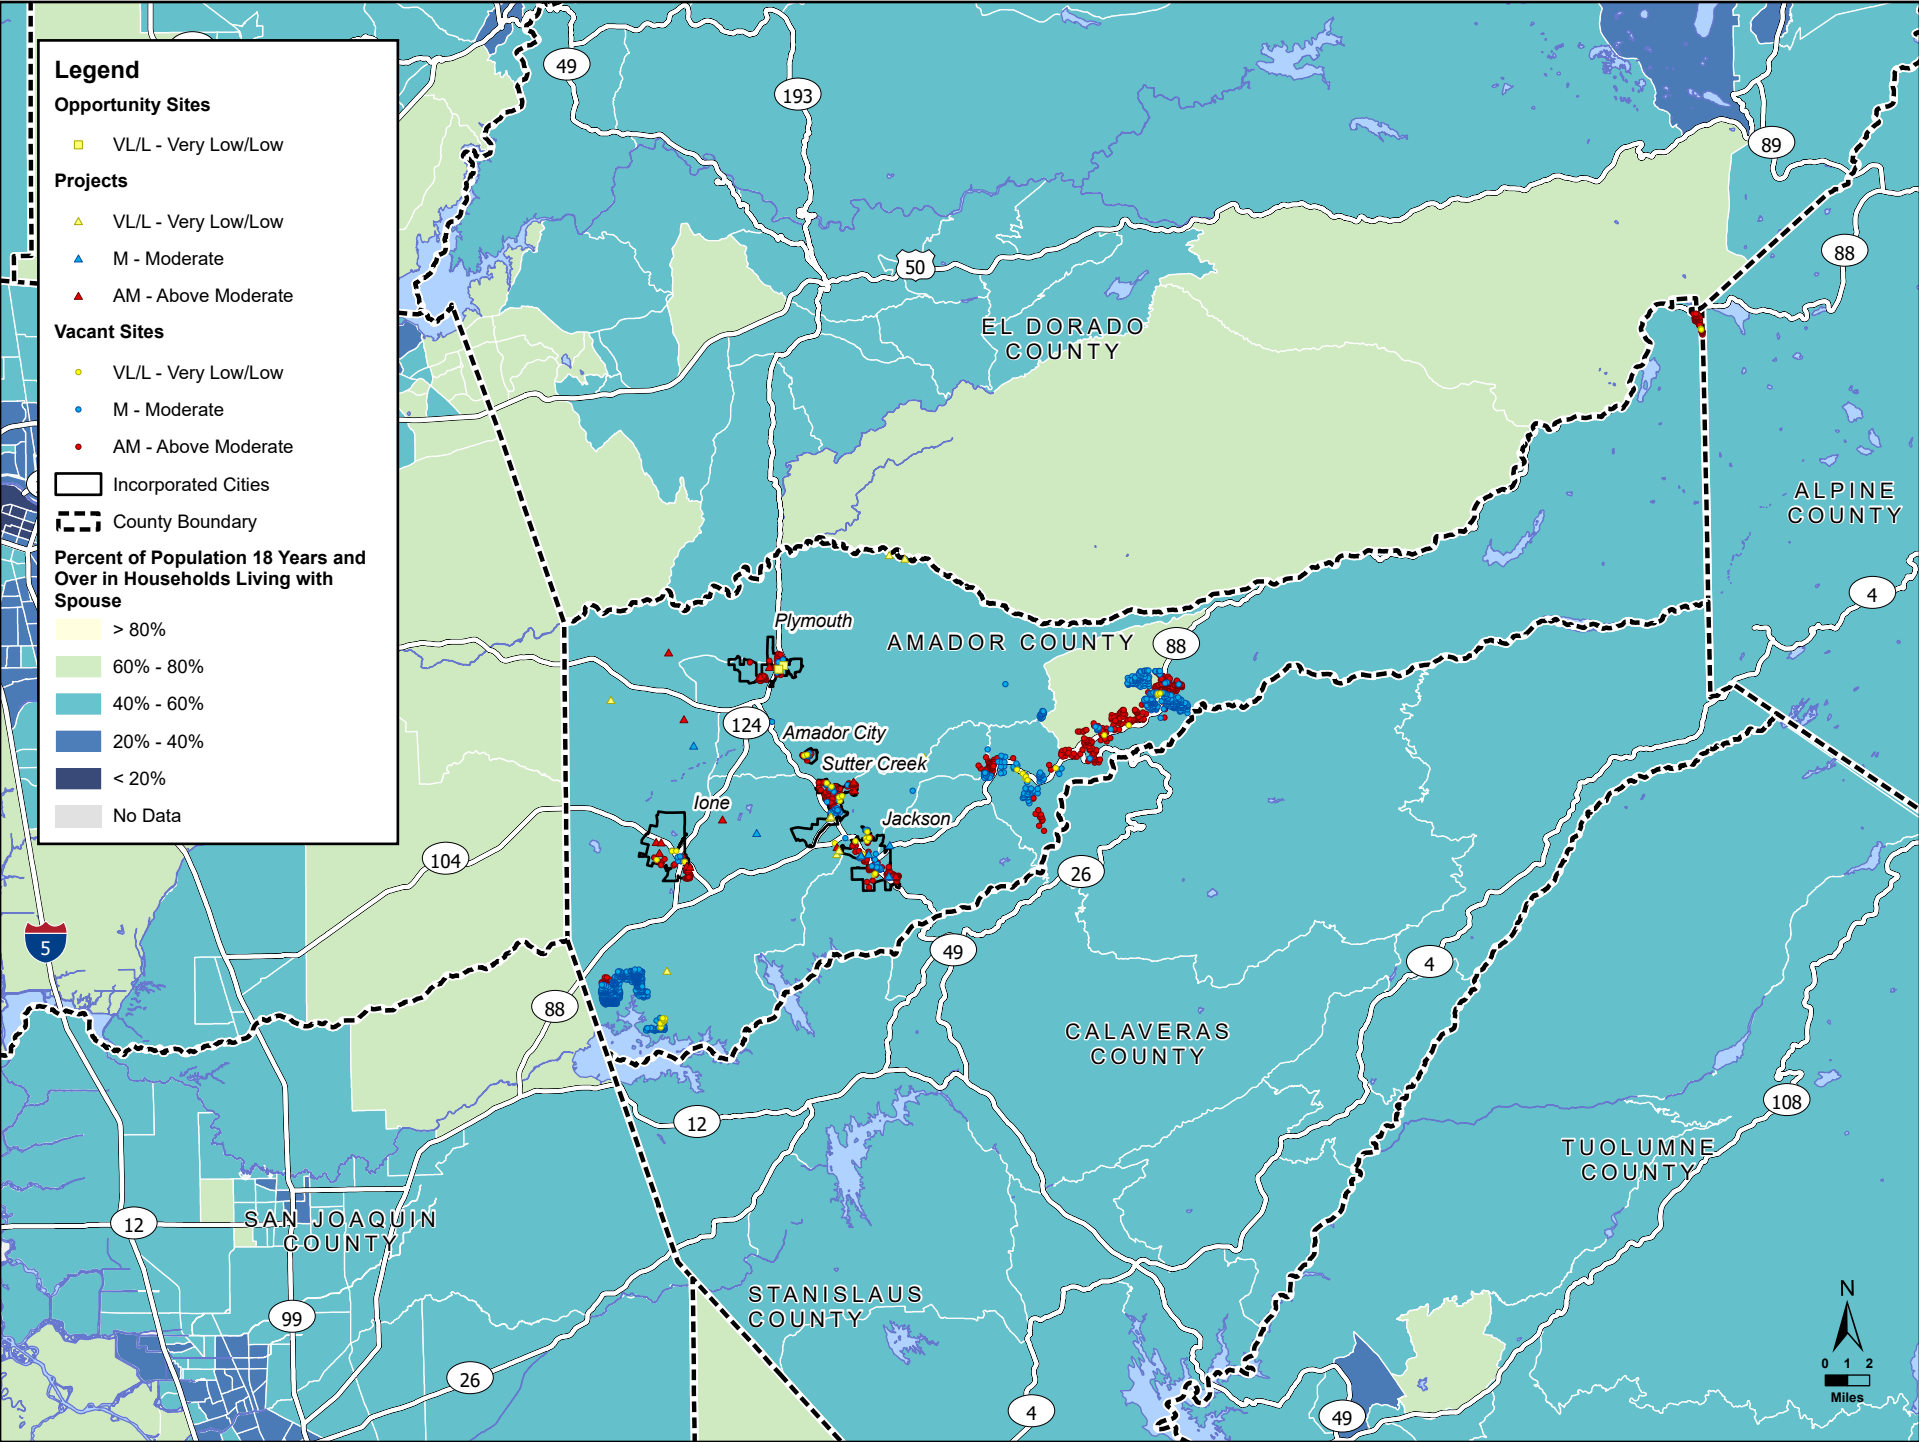 Legend
Opportunity Sites
VL/L - Very Low/Low
Projects
VL/L - Very Low/Low
M - Moderate
AM - Above Moderate
Vacant Sites
VL/L - Very Low/Low
M - Moderate
AM - Above Moderate
Incorporated Cities
County Boundary
Percent of Population 18 Years and
Over in Households Living with
Spouse
> 80%
60% - 80%
40% - 60%
20% - 40%
< 20%
No Data
49
193
89
88
50
EL DORADO
COUNTY
ALPINE
COUNTY
4
Plymouth
AMADOR COUNTY
88
124
Amador City
Sutter Creek
Ione
Jackson
104
26
5
49
4
88
CALAVERAS
COUNTY
12
108
TUOLUMNE
COUNTY
12
SAN JOAQUIN
COUNTY
STANISLAUS
COUNTY
99
26
4
49
N
0 1 2
Miles